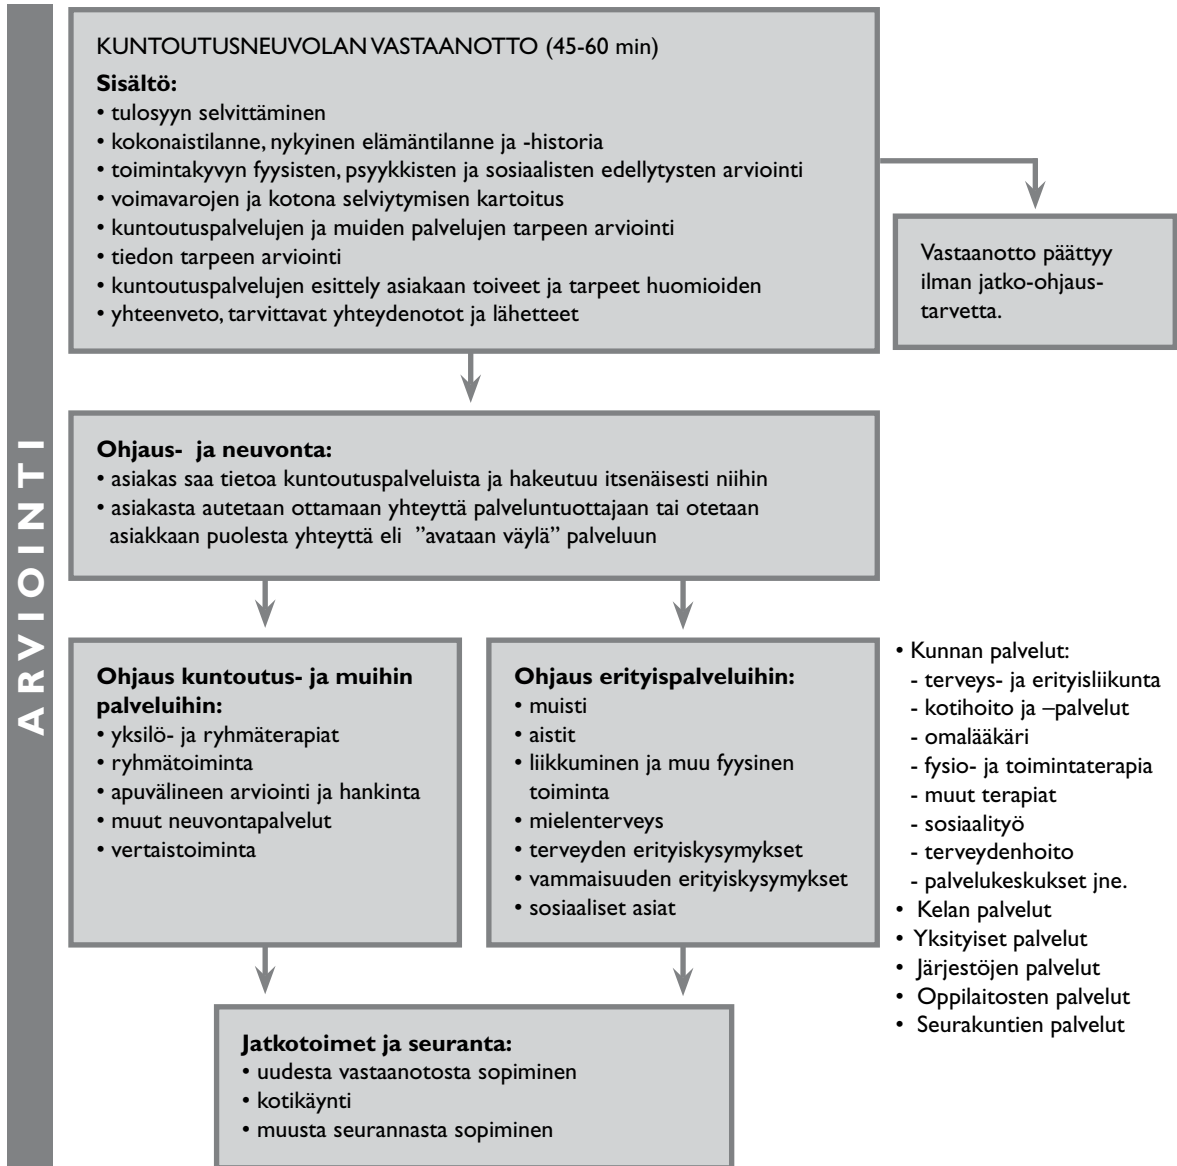 ARVIOINTI
KUNTOUTUSNEUVOLAN VASTAANOTTO (45-60 min)
Sisältö:
• tulosyyn selvittäminen
• kokonaistilanne, nykyinen elämäntilanne ja -historia
• toimintakyvyn fyysisten, psyykkisten ja sosiaalisten edellytysten arviointi
• voimavarojen ja kotona selviytymisen kartoitus
• kuntoutuspalvelujen ja muiden palvelujen tarpeen arviointi
• tiedon tarpeen arviointi
• kuntoutuspalvelujen esittely asiakaan toiveet ja tarpeet huomioiden
• yhteenveto, tarvittavat yhteydenotot ja lähetteet
Vastaanotto päättyy
ilman jatko-ohjaus-
tarvetta.
Ohjaus- ja neuvonta:
• asiakas saa tietoa kuntoutuspalveluista ja hakeutuu itsenäisesti niihin
• asiakasta autetaan ottamaan yhteyttä palveluntuottajaan tai otetaan
asiakkaan puolesta yhteyttä eli ”avataan väylä” palveluun
Ohjaus kuntoutus- ja muihin
palveluihin:
• yksilö- ja ryhmäterapiat
• ryhmätoiminta
• apuvälineen arviointi ja hankinta
• muut neuvontapalvelut
• vertaistoiminta
Ohjaus erityispalveluihin:
• muisti
• aistit
• liikkuminen ja muu fyysinen
toiminta
• mielenterveys
• terveyden erityiskysymykset
• vammaisuuden erityiskysymykset
• sosiaaliset asiat
• Kunnan palvelut:
- terveys- ja erityisliikunta
- kotihoito ja –palvelut
- omalääkäri
- fysio- ja toimintaterapia
- muut terapiat
- sosiaalityö
- terveydenhoito
- palvelukeskukset jne.
• Kelan palvelut
• Yksityiset palvelut
• Järjestöjen palvelut
• Oppilaitosten palvelut
• Seurakuntien palvelut
Jatkotoimet ja seuranta:
• uudesta vastaanotosta sopiminen
• kotikäynti
• muusta seurannasta sopiminen